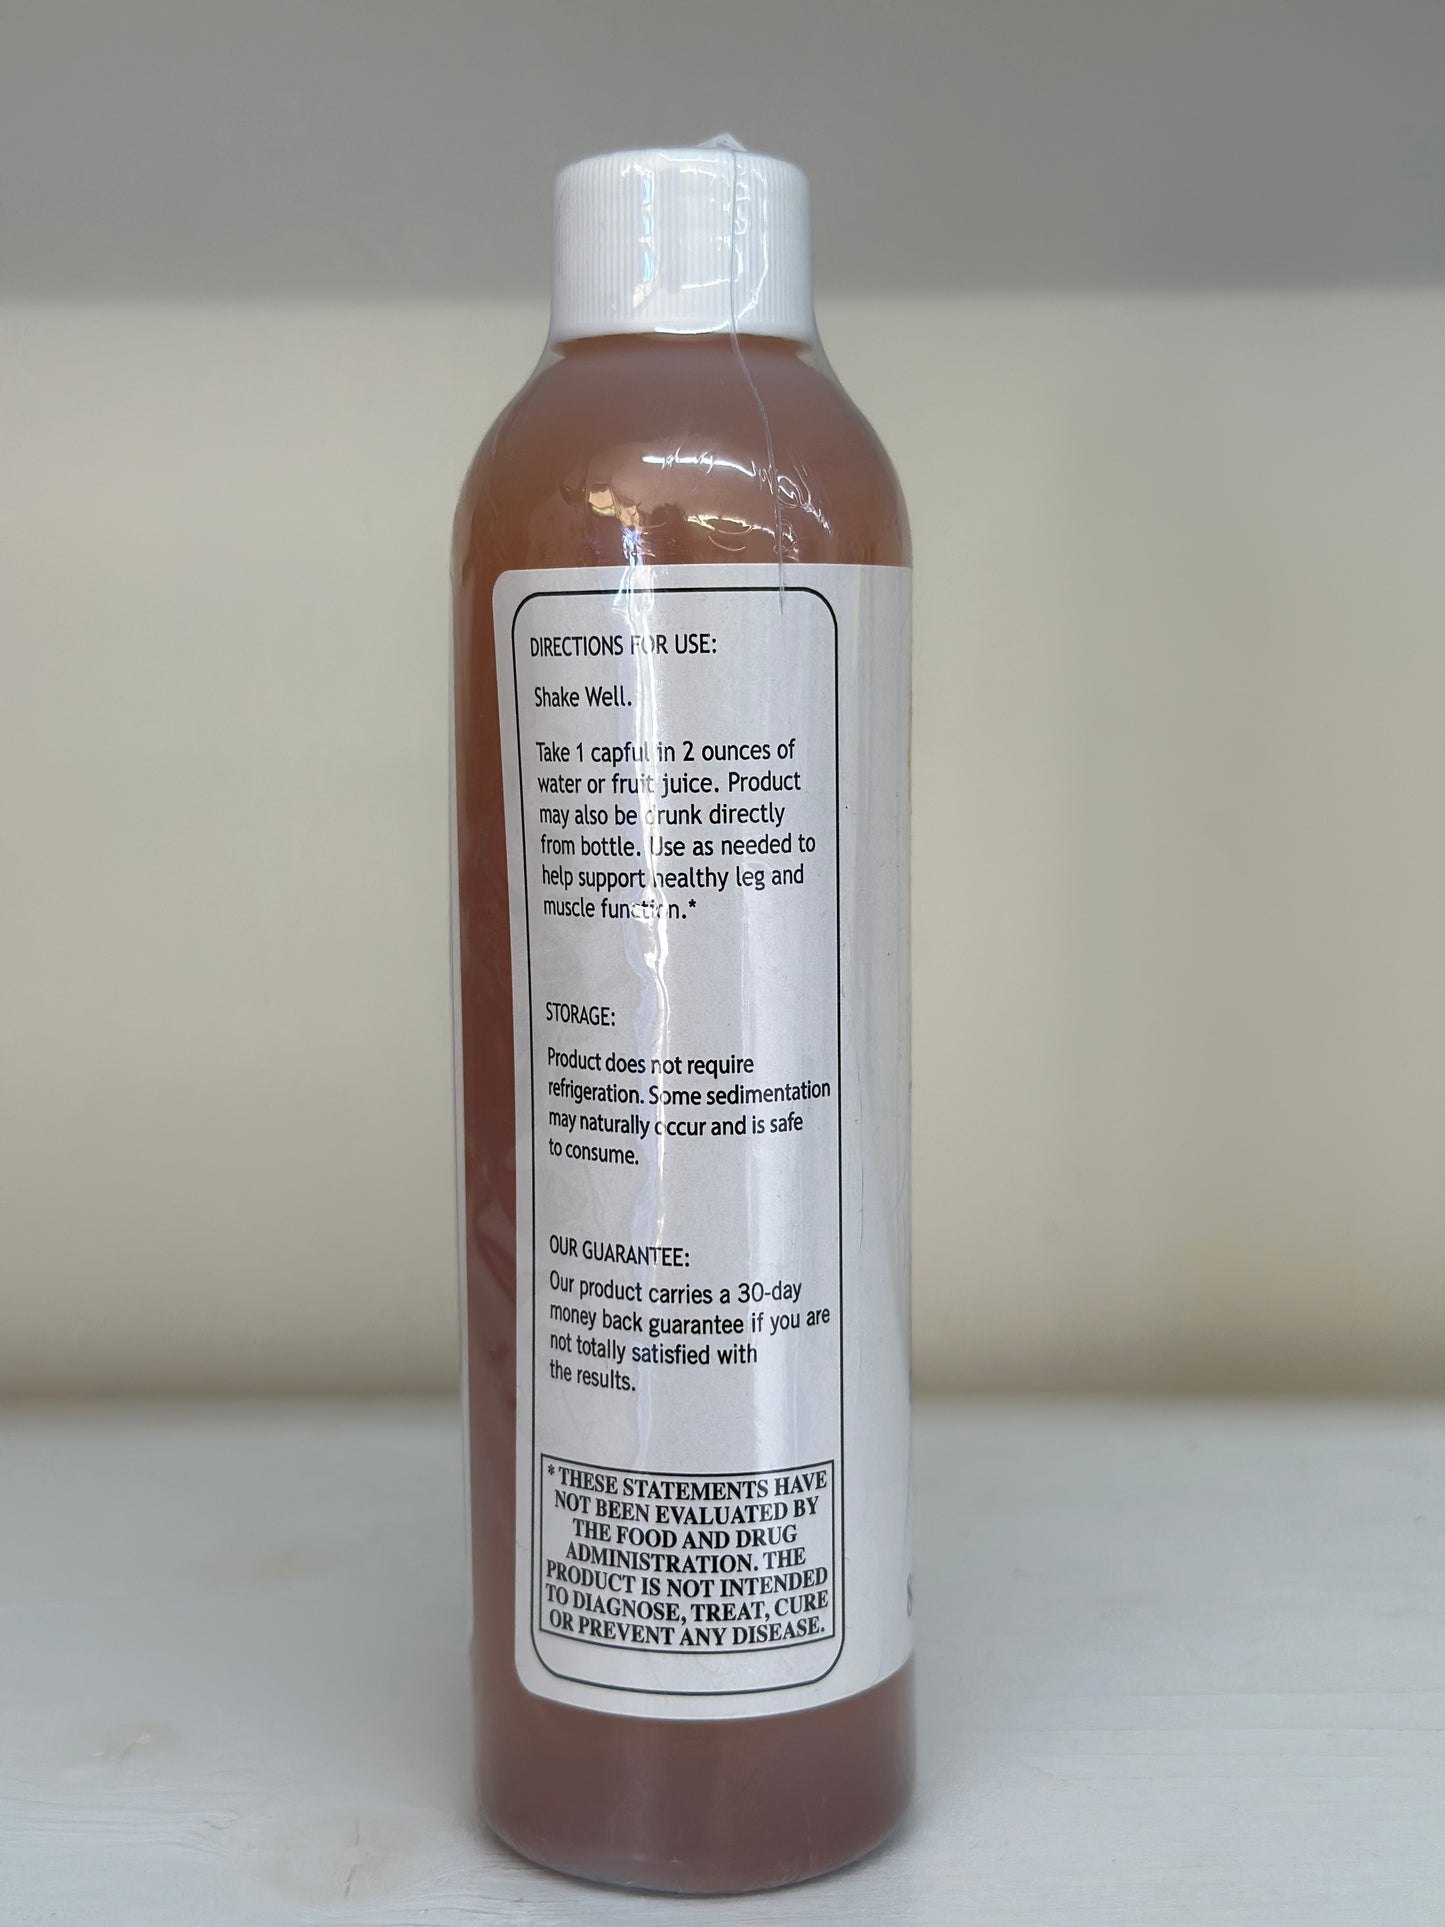 DIRECTIONS FOR USE:
Shake Well.
Take 1 capful in 2 ounces of
water or fruit juice. Product
may also be drunk directly
from bottle. Use as needed to
help support healthy leg and
muscle function.*
STORAGE:
Product does not require
refrigeration. Some sedimentation
may naturally occur and is safe
to consume.
OUR GUARANTEE:
Our product carries a 30-day
money back guarantee if you are
not totally satisfied with
the results.
* THESE STATEMENTS HAVE
NOT BEEN EVALUATED BY
THE FOOD AND DRUG
ADMINISTRATION. THE
PRODUCT IS NOT INTENDED
TO DIAGNOSE, TREAT, CURE
OR PREVENT ANY DISEASE.